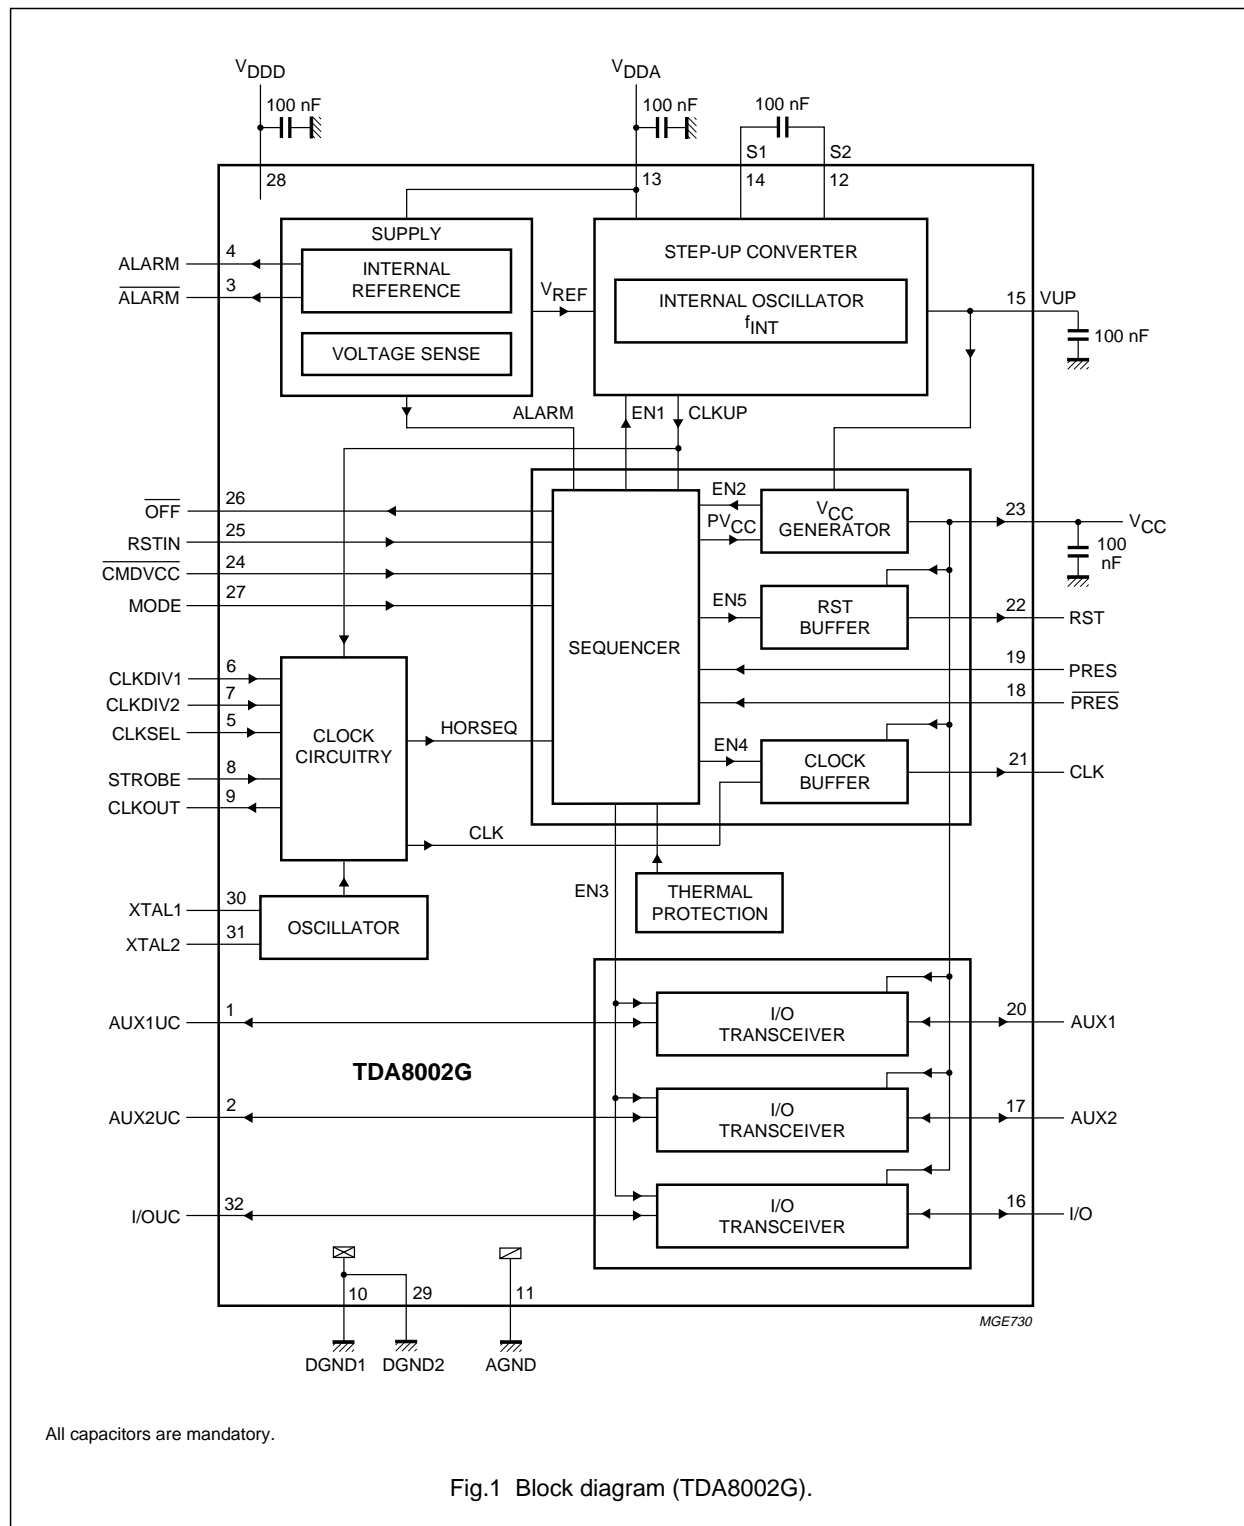 VDDD
VDDA
100 nF
100 nF
100 nF
S1
S2
28
13
14
12
SUPPLY
INTERNAL
REFERENCE
VOLTAGE SENSE
STEP-UP CONVERTER
INTERNAL OSCILLATOR
fINT
ALARM
4
ALARM
3
VREF
15
VUP
100 nF
ALARM
EN1
CLKUP
OFF
26
RSTIN
25
CMDVCC
24
MODE
27
SEQUENCER
EN2
PVCC
VCC
GENERATOR
23
VCC
100
nF
EN5
RST
BUFFER
22
RST
19
PRES
18
PRES
CLKDIV1
6
CLKDIV2
7
CLKSEL
5
STROBE
8
CLKOUT
9
CLOCK
CIRCUITRY
HORSEQ
EN4
CLOCK
BUFFER
21
CLK
CLK
EN3
THERMAL
PROTECTION
XTAL1
30
XTAL2
31
OSCILLATOR
AUX1UC
1
I/O
TRANSCEIVER
20
AUX1
TDA8002G
AUX2UC
2
I/O
TRANSCEIVER
17
AUX2
I/OUC
32
I/O
TRANSCEIVER
16
I/O
10
29
11
DGND1
DGND2
AGND
MGE730
All capacitors are mandatory.
Fig.1 Block diagram (TDA8002G).